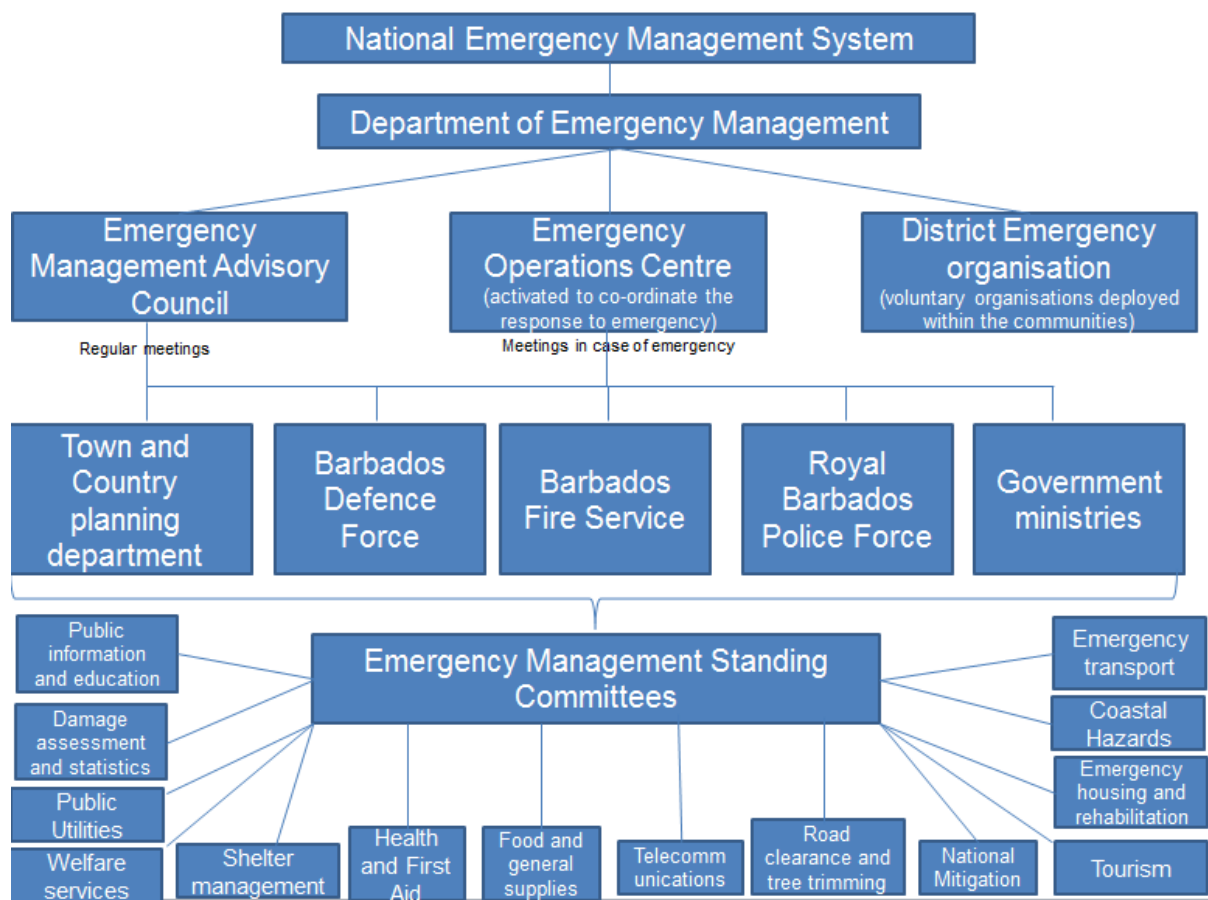 National Emergency Management System
Department of Emergency Management
Emergency
Management Advisory
Council
Emergency
Operations Centre
(activated to co-ordinate the
response to emergency)
District Emergency
organisation
(voluntary organisations deployed
within the communities)
Regular meetings
Meetings in case of emergency
Town and
Country
planning
department
Barbados
Defence
Force
Barbados
Fire Service
Royal
Barbados
Police Force
Government
ministries
Emergency Management Standing
Committees
Public
information
and education
Damage
assessment
and statistics
Public
Utilities
Welfare
services
Shelter
management
Health
and First
Aid
Food and
general
supplies
Telecomm
unications
Road
clearance and
tree trimming
National
Mitigation
Emergency
transport
Coastal
Hazards
Emergency
housing and
rehabilitation
Tourism